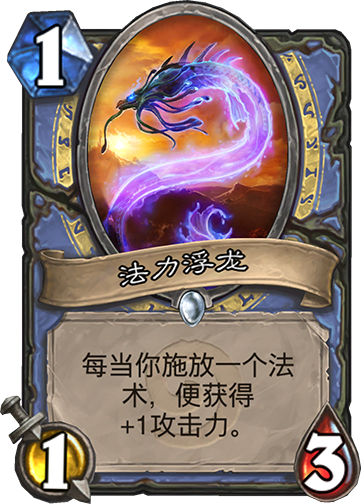 1
法力浮龙
每当你施放一个法
术，便获得
+1攻击力。
1
3